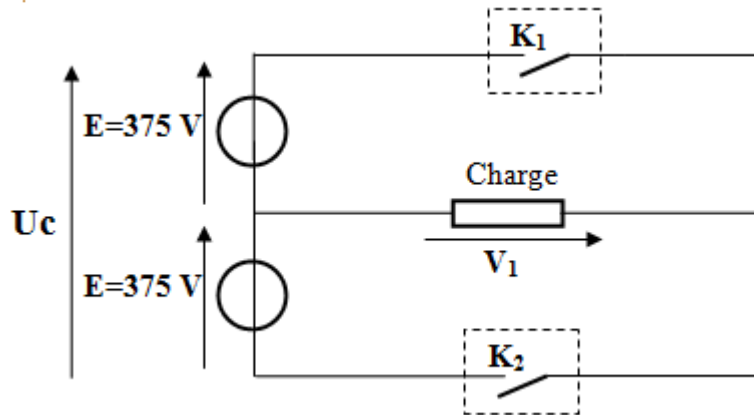 K₁
E=375 V
Charge
Uc
V₁
E=375 V
K₂